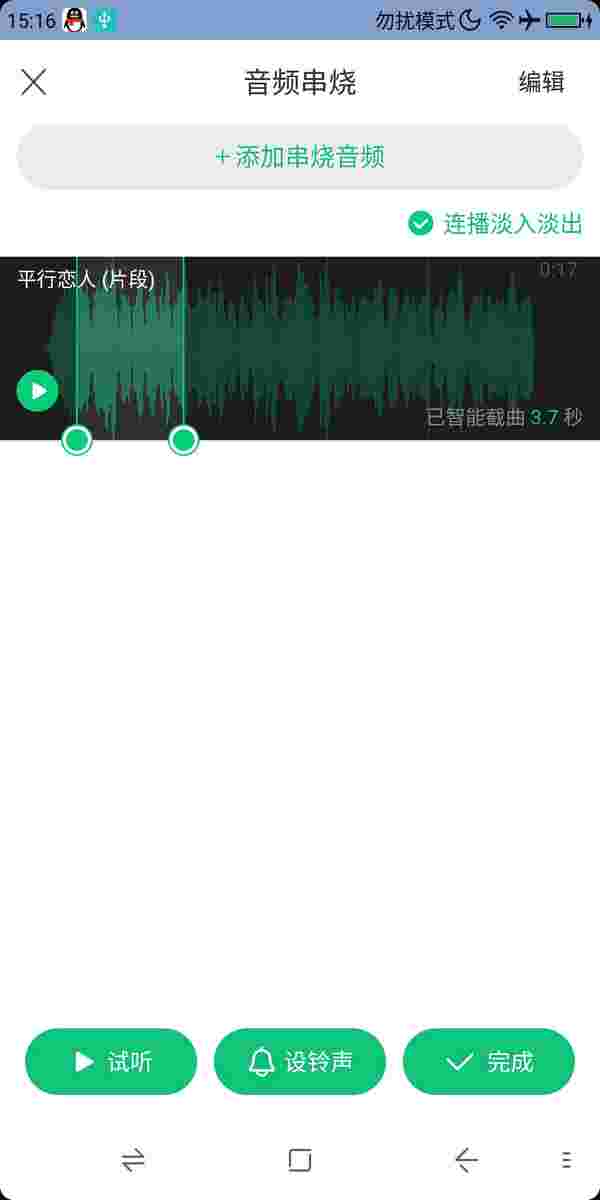 15:16 勿扰模式
音频串烧 编辑
+添加串烧音频
连播淡入淡出
平行恋人 (片段) 0:17
已智能截曲 3.7 秒
试听 设铃声 完成